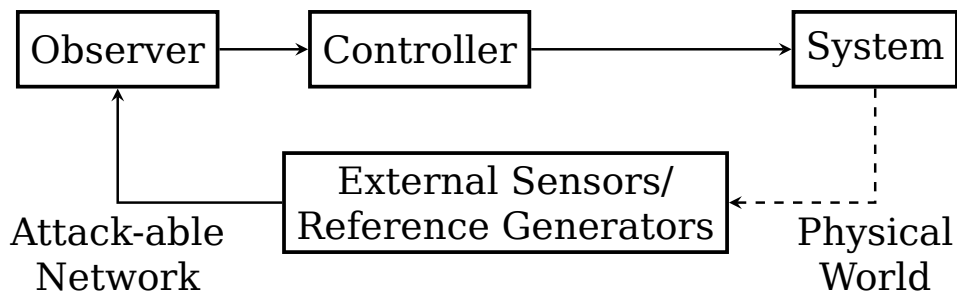 Observer
Controller
System
External Sensors/
Reference Generators
Attack-able
Network
Physical
World